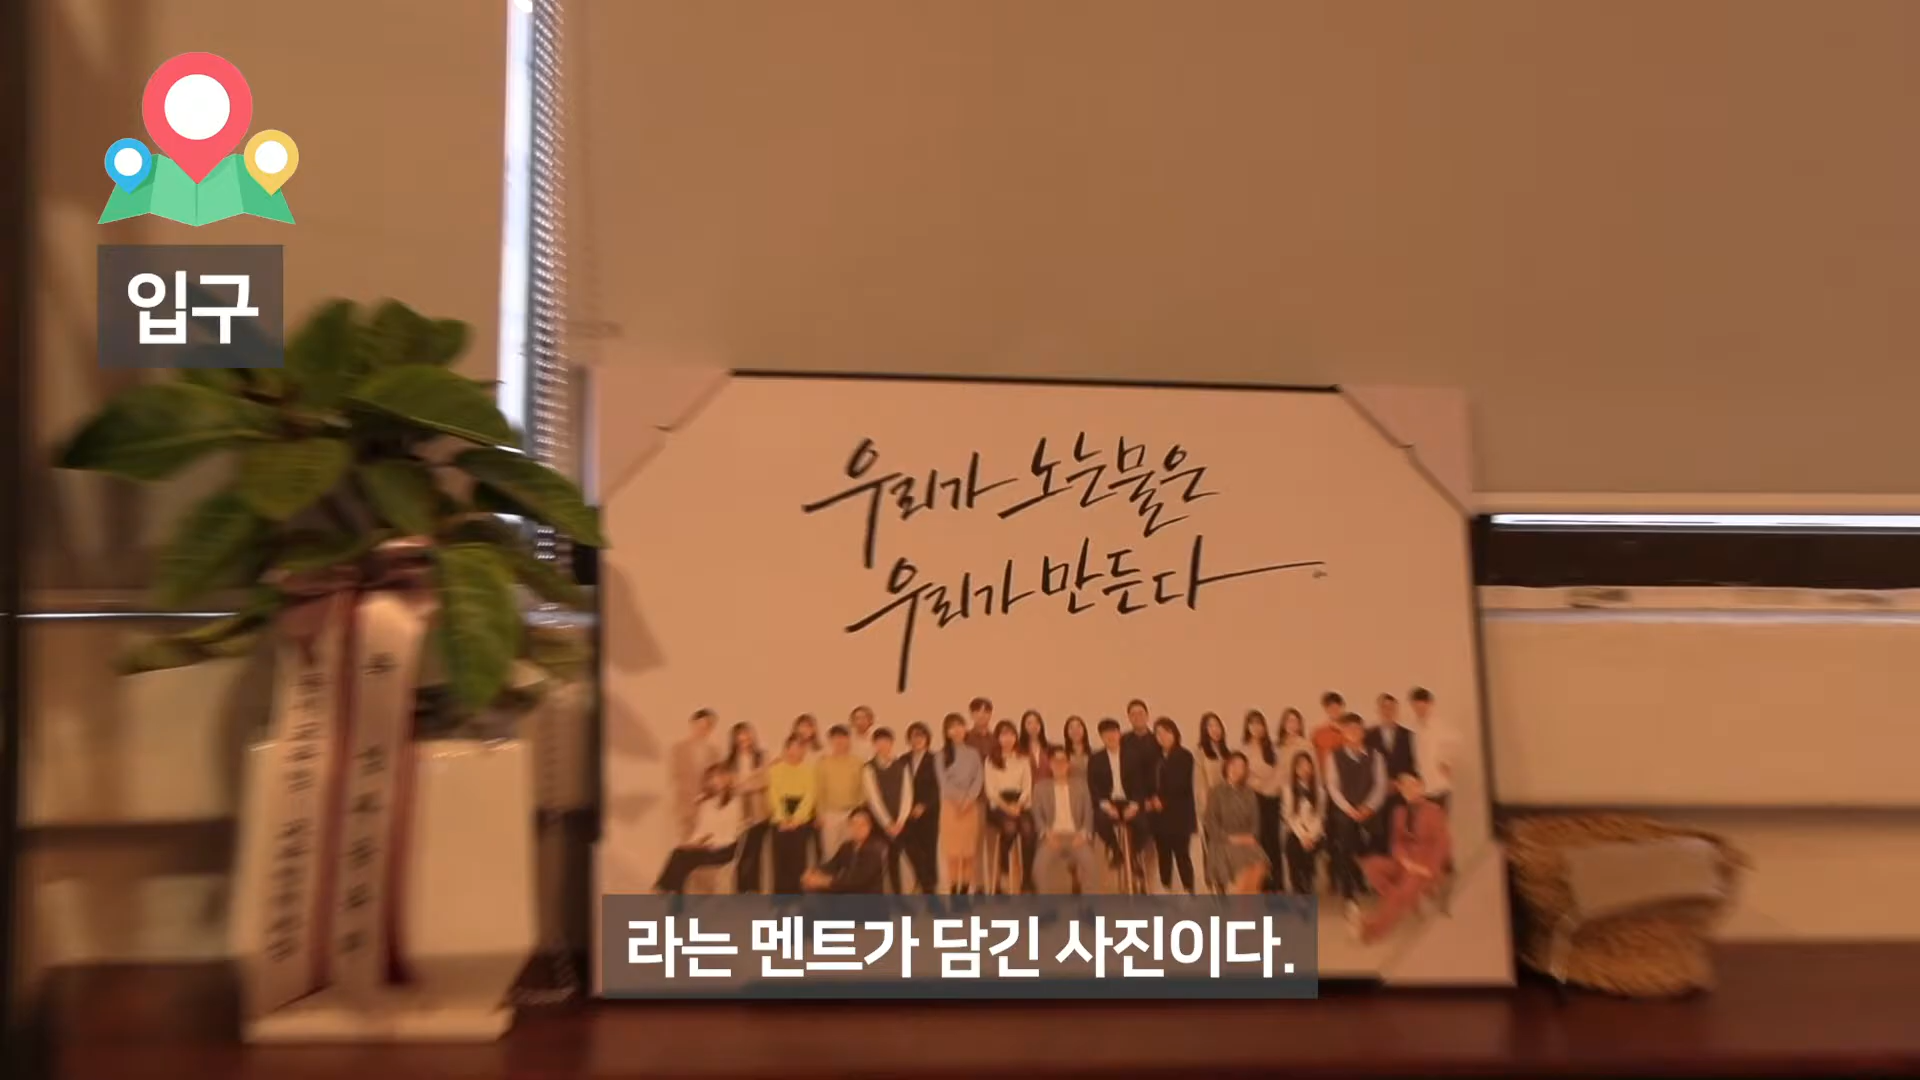 입구
우리가 노는물은
우리가 만든다
라는 멘트가 담긴 사진이다.